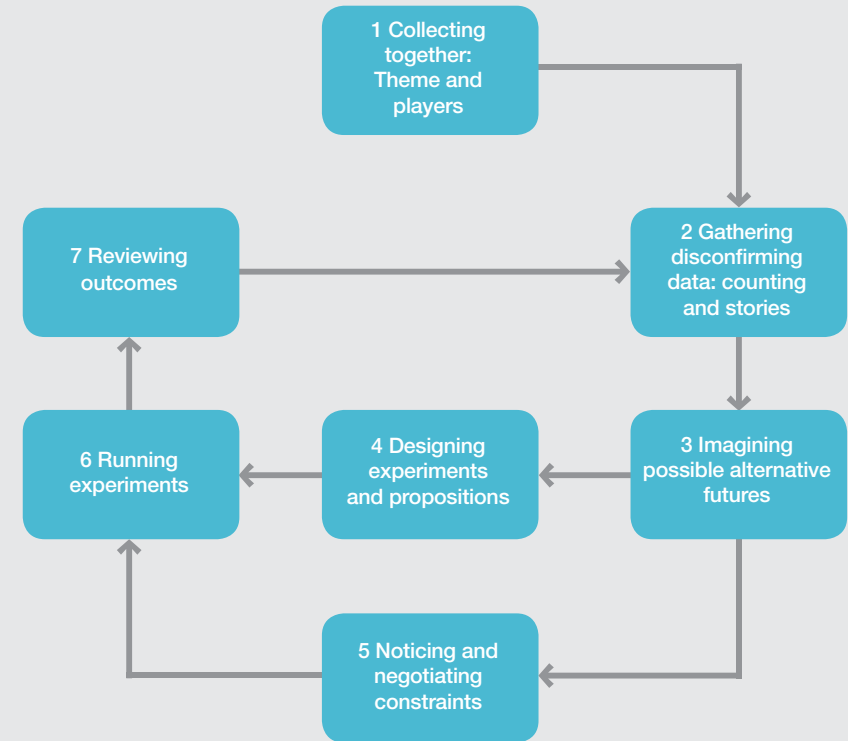 1 Collecting
together:
Theme and
players
2 Gathering
disconfirming
data: counting
and stories
3 Imagining
possible alternative
futures
4 Designing
experiments
and propositions
5 Noticing and
negotiating
constraints
6 Running
experiments
7 Reviewing
outcomes